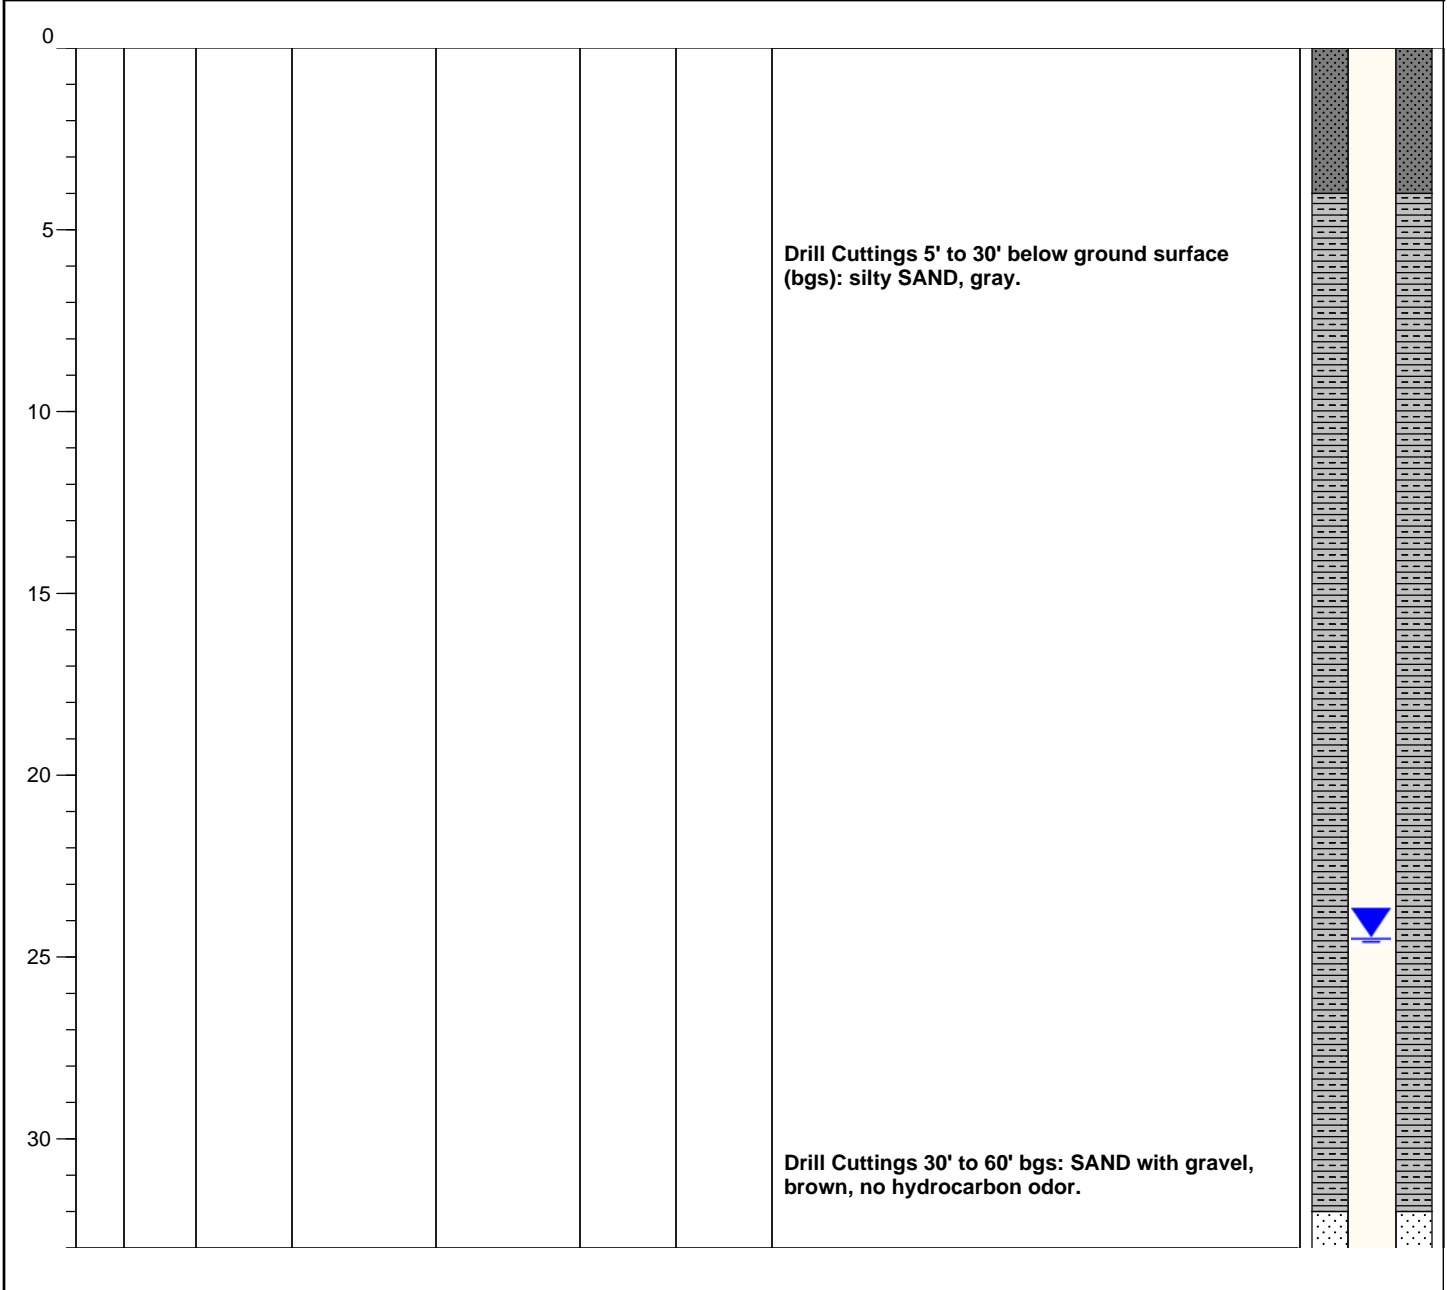 0
5
Drill Cuttings 5' to 30' below ground surface
(bgs): silty SAND, gray.
10
15
20
25
30
Drill Cuttings 30' to 60' bgs: SAND with gravel,
brown, no hydrocarbon odor.